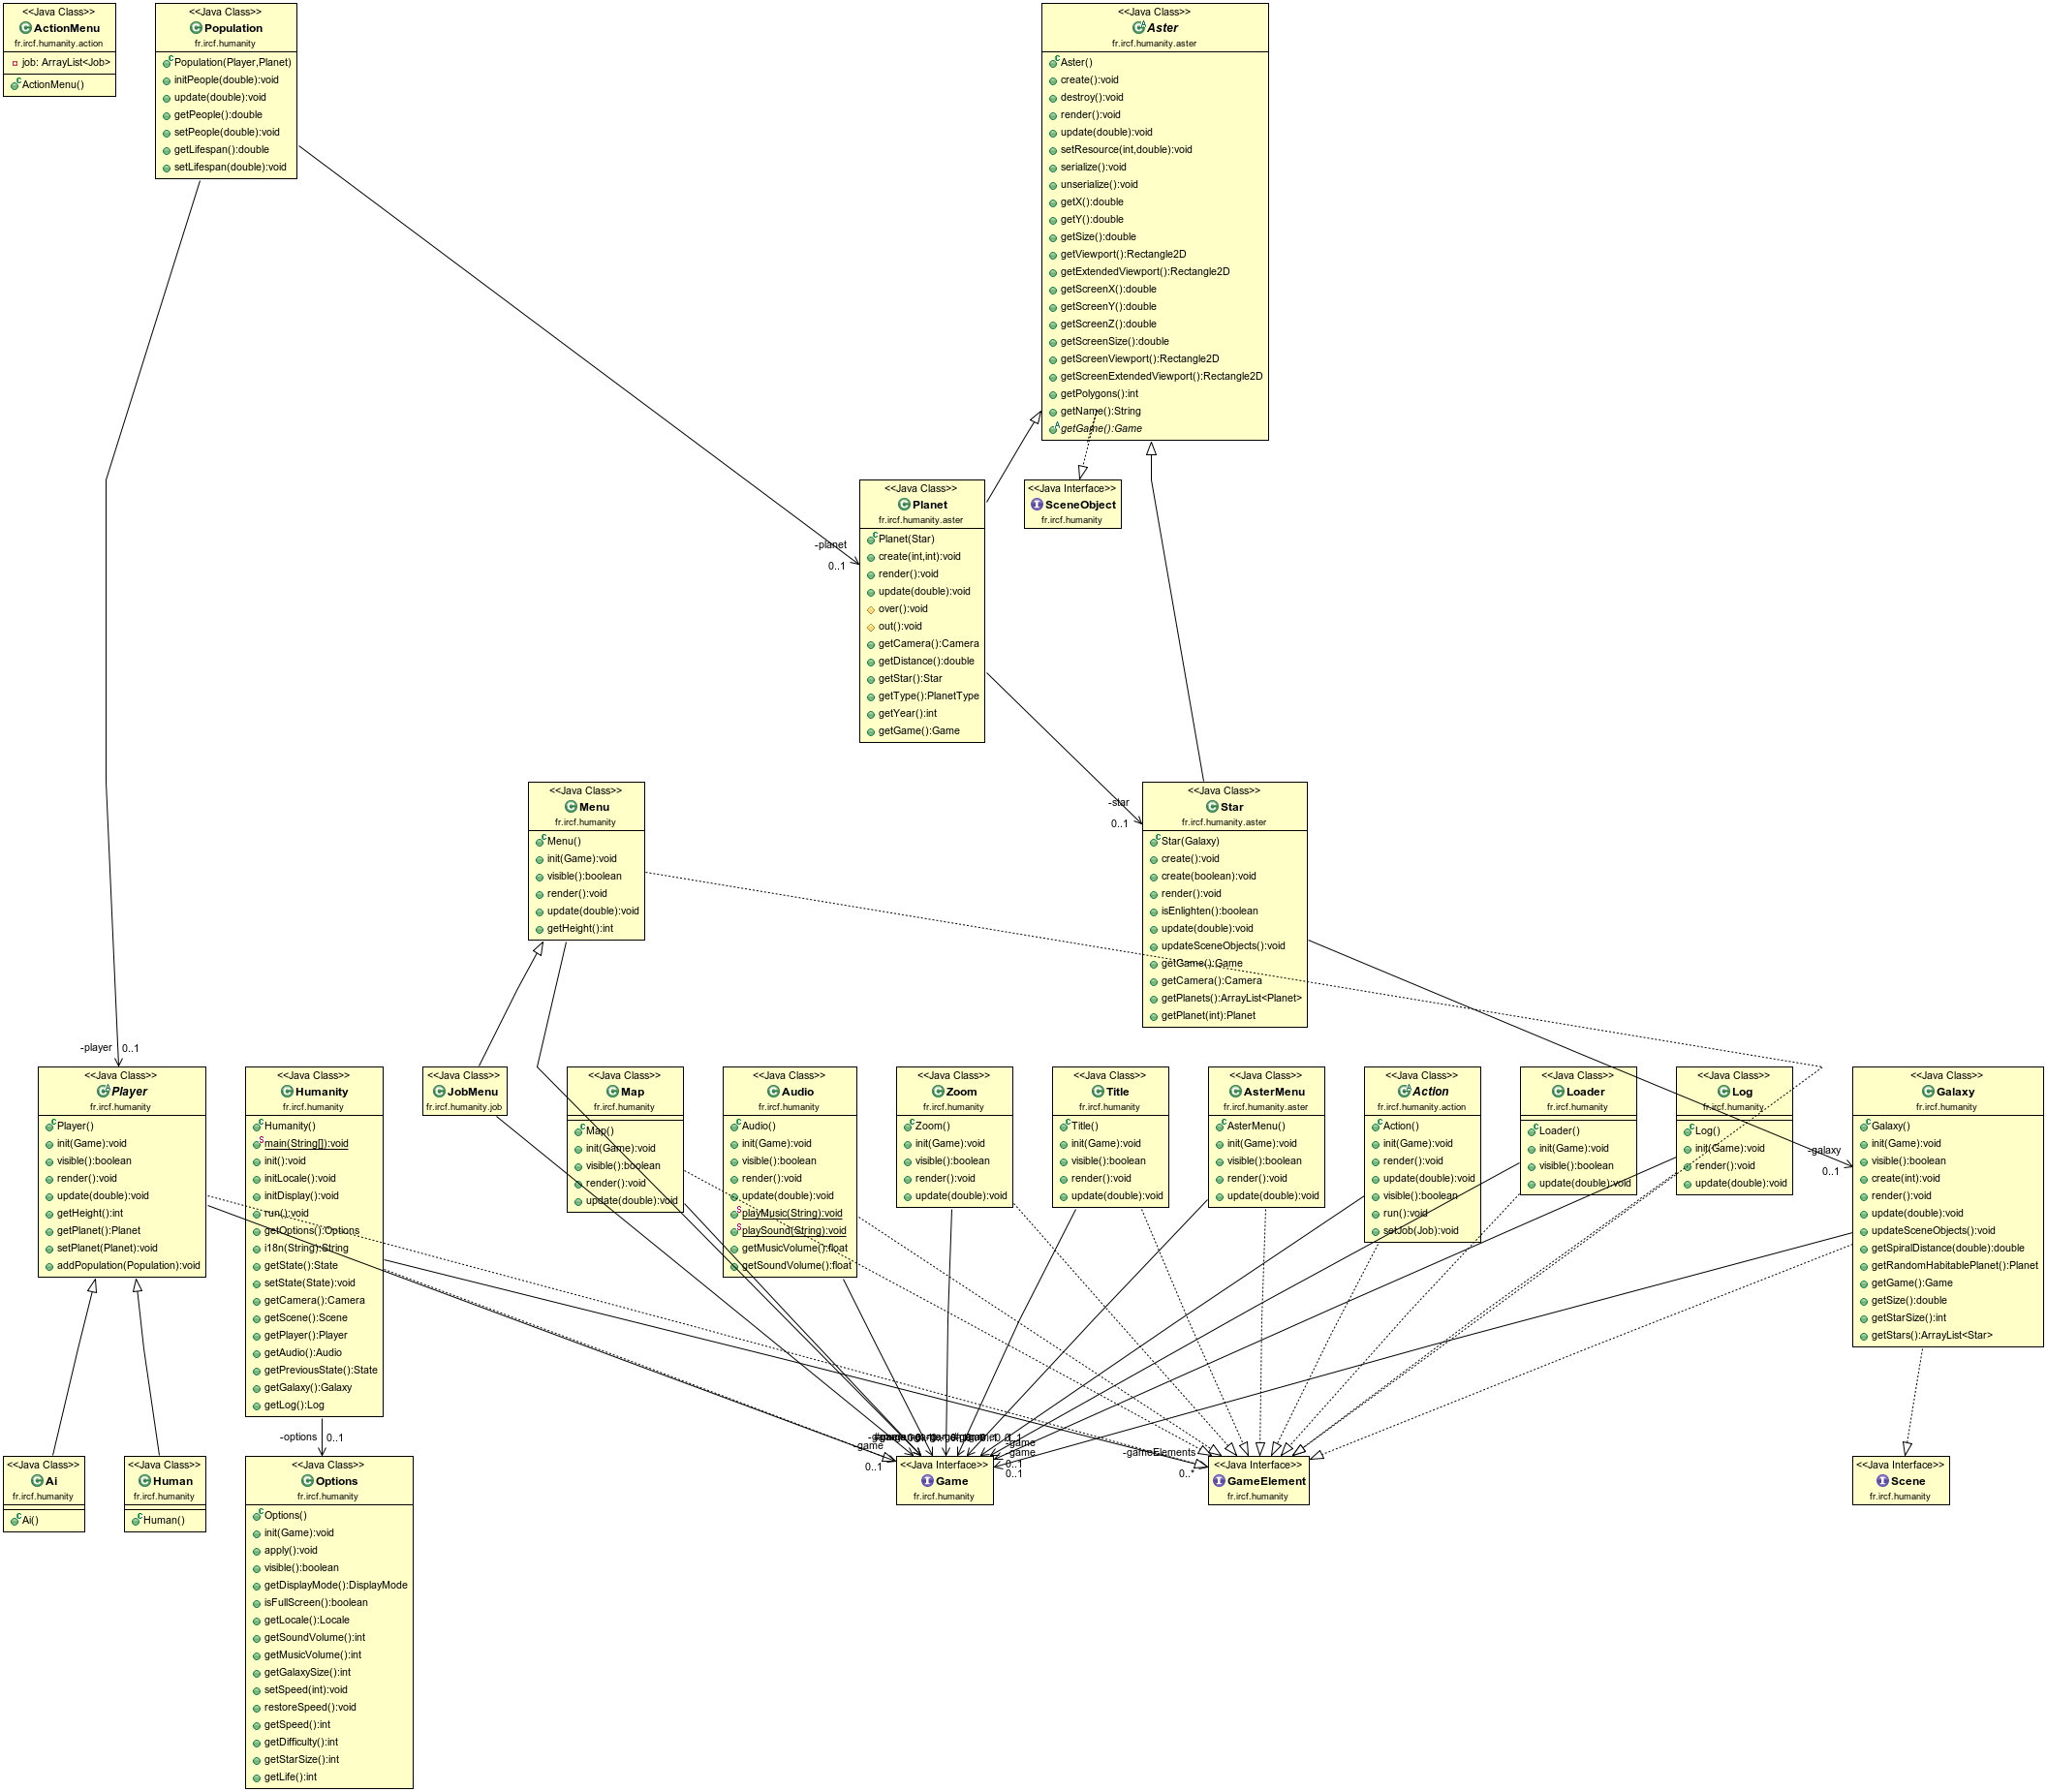 <<Java Class>>
ActionMenu
fr.ircf.humanity.action
job: ArrayList<Job>
ActionMenu()
<<Java Class>>
Population
fr.ircf.humanity
Population(Player,Planet)
initPeople(double):void
update(double):void
getPeople():double
setPeople(double):void
getLifespan():double
setLifespan(double):void
<<Java Class>>
Aster
fr.ircf.humanity.aster
Aster()
create():void
destroy():void
render():void
update(double):void
setResource(int,double):void
serialize():void
unserialize():void
getX():double
getY():double
getSize():double
getViewport():Rectangle2D
getExtendedViewport():Rectangle2D
getScreenX():double
getScreenY():double
getScreenZ():double
getScreenSize():double
getScreenViewport():Rectangle2D
getScreenExtendedViewport():Rectangle2D
getPolygons():int
getName():String
getGame():Game
<<Java Class>>
Planet
fr.ircf.humanity.aster
Planet(Star)
create(int,int):void
render():void
update(double):void
over():void
out():void
getCamera():Camera
getDistance():double
getStar():Star
getType():PlanetType
getYear():int
getGame():Game
<<Java Interface>>
SceneObject
fr.ircf.humanity
-planet
0..1
<<Java Class>>
Menu
fr.ircf.humanity
Menu()
init(Game):void
visible():boolean
render():void
update(double):void
getHeight():int
-star
0..1
<<Java Class>>
Star
fr.ircf.humanity.aster
Star(Galaxy)
create():void
create(boolean):void
render():void
isEnlighten():boolean
update(double):void
updateSceneObjects():void
getGame():Game
getCamera():Camera
getPlanets():ArrayList<Planet>
getPlanet(int):Planet
-player 0..1
<<Java Class>>
Player
fr.ircf.humanity
Player()
init(Game):void
visible():boolean
render():void
update(double):void
getHeight():int
getPlanet():Planet
setPlanet(Planet):void
addPopulation(Population):void
<<Java Class>>
Humanity
fr.ircf.humanity
Humanity()
main(String[]):void
init():void
initLocale():void
initDisplay():void
run():void
getOptions():Options
i18n(String):String
getState():State
setState(State):void
getCamera():Camera
getScene():Scene
getPlayer():Player
getAudio():Audio
getPreviousState():State
getGalaxy():Galaxy
getLog():Log
<<Java Class>>
JobMenu
fr.ircf.humanity.job
<<Java Class>>
Map
fr.ircf.humanity
Map()
init(Game):void
visible():boolean
render():void
update(double):void
<<Java Class>>
Audio
fr.ircf.humanity
Audio()
init(Game):void
visible():boolean
render():void
update(double):void
playMusic(String):void
playSound(String):void
getMusicVolume():float
getSoundVolume():float
<<Java Class>>
Zoom
fr.ircf.humanity
Zoom()
init(Game):void
visible():boolean
render():void
update(double):void
<<Java Class>>
Title
fr.ircf.humanity
Title()
init(Game):void
visible():boolean
render():void
update(double):void
<<Java Class>>
AsterMenu
fr.ircf.humanity.aster
AsterMenu()
init(Game):void
visible():boolean
render():void
update(double):void
<<Java Class>>
Action
fr.ircf.humanity.action
Action()
init(Game):void
render():void
update(double):void
visible():boolean
run():void
setJob(Job):void
<<Java Class>>
Loader
fr.ircf.humanity
Loader()
init(Game):void
visible():boolean
update(double):void
<<Java Class>>
Log
fr.ircf.humanity
Log()
init(Game):void
render():void
update(double):void
-galaxy
0..1
<<Java Class>>
Galaxy
fr.ircf.humanity
Galaxy()
init(Game):void
visible():boolean
create(int):void
render():void
update(double):void
updateSceneObjects():void
getSpiralDistance(double):double
getRandomHabitablePlanet():Planet
getGame():Game
getSize():double
getStarSize():int
getStars():ArrayList<Star>
-options 0..1
-game
0..1
-game
-game
0..1
0..1
-gameElements
0..*
<<Java Class>>
Ai
fr.ircf.humanity
Ai()
<<Java Class>>
Human
fr.ircf.humanity
Human()
<<Java Class>>
Options
fr.ircf.humanity
Options()
init(Game):void
apply():void
visible():boolean
getDisplayMode():DisplayMode
isFullScreen():boolean
getLocale():Locale
getSoundVolume():int
getMusicVolume():int
getGalaxySize():int
setSpeed(int):void
restoreSpeed():void
getSpeed():int
getDifficulty():int
getStarSize():int
getLife():int
<<Java Interface>>
Game
fr.ircf.humanity
<<Java Interface>>
GameElement
fr.ircf.humanity
<<Java Interface>>
Scene
fr.ircf.humanity